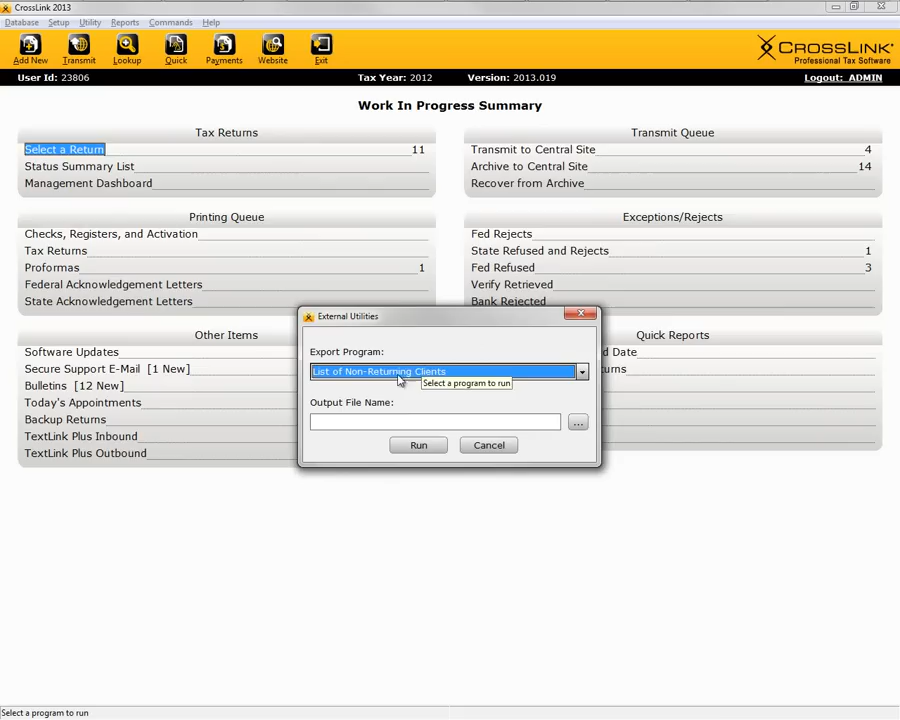 CrossLink 2013
Database Setup Utility Reports Commands Help
Add New Transmit Lookup Quick Payments Website Exit
CROSSLINK
Professional Tax Software
User Id: 23806 Tax Year: 2012 Version: 2013.019 Logout: ADMIN
Work In Progress Summary
Tax Returns
Select a Return 11
Status Summary List
Management Dashboard
Transmit Queue
Transmit to Central Site 4
Archive to Central Site 14
Recover from Archive
Printing Queue
Checks, Registers, and Activation
Tax Returns
Proformas 1
Federal Acknowledgement Letters
State Acknowledgement Letters
Exceptions/Rejects
Fed Rejects
State Refused and Rejects 1
Fed Refused 3
Verify Retrieved
Bank Rejected
Other Items
Software Updates
Secure Support E-Mail [1 New]
Bulletins [12 New]
Today's Appointments
Backup Returns
TextLink Plus Inbound
TextLink Plus Outbound
Quick Reports
d Date
urns
External Utilities
Export Program:
List of Non-Returning Clients
Select a program to run
Output File Name:
...
Run Cancel
Select a program to run